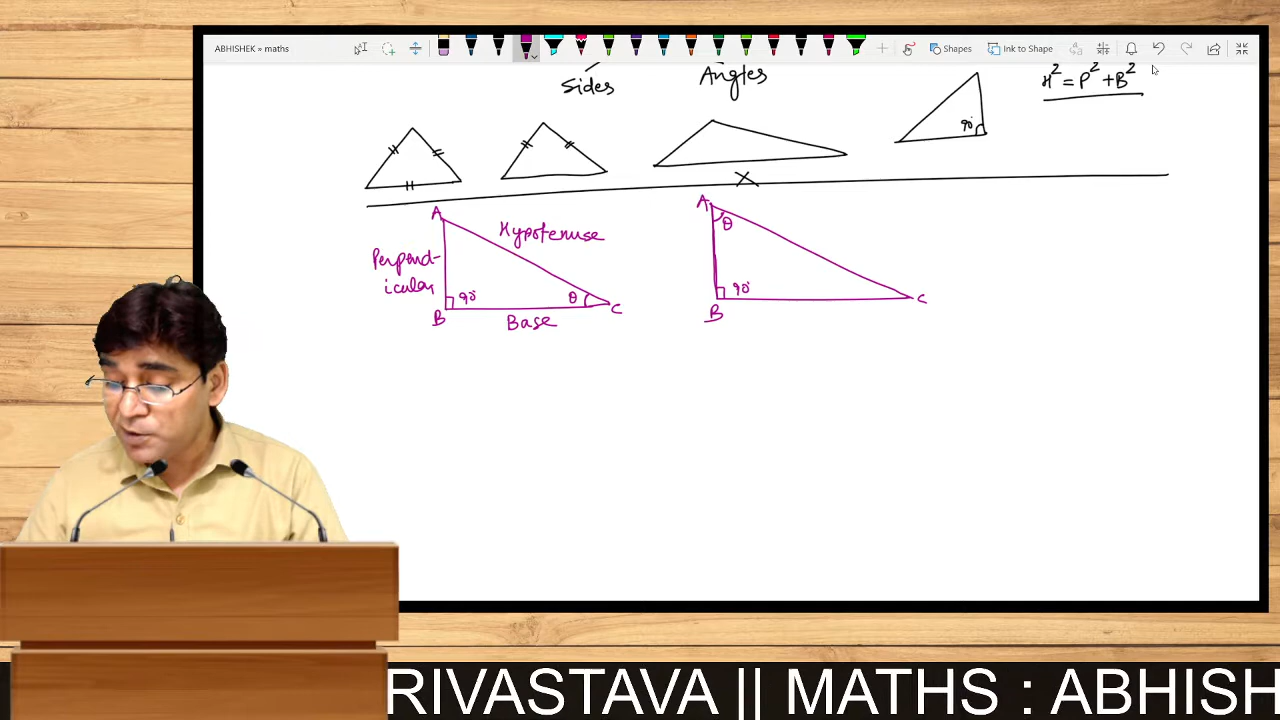 ABHISHEK » maths
Shapes
Ink to Shape
Sides
Angles
H² = P² + B²
90°
A
Hypotenuse
Perpend-
icular
90°
θ
B
Base
C
A
θ
90°
B
C
RIVASTAVA || MATHS : ABHISH